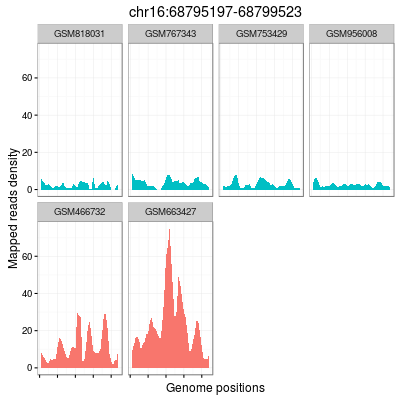 chr16:68795197-68799523
GSM818031 GSM767343 GSM753429 GSM956008
60
40
20
0
GSM466732 GSM663427
60
40
20
0
Mapped reads density
Genome positions